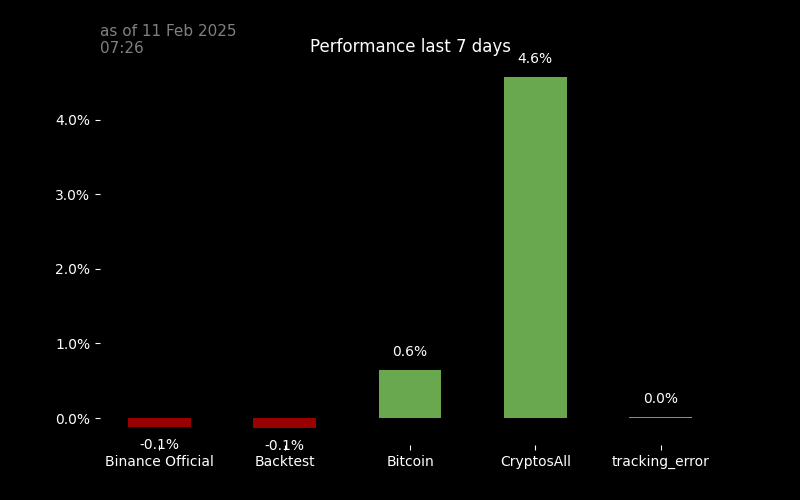 as of 11 Feb 2025
07:26
Performance last 7 days
4.6%
4.0%
3.0%
2.0%
1.0%
0.6%
0.0%
0.0%
-0.1%
-0.1%
Binance Official
Backtest
Bitcoin
CryptosAll
tracking_error